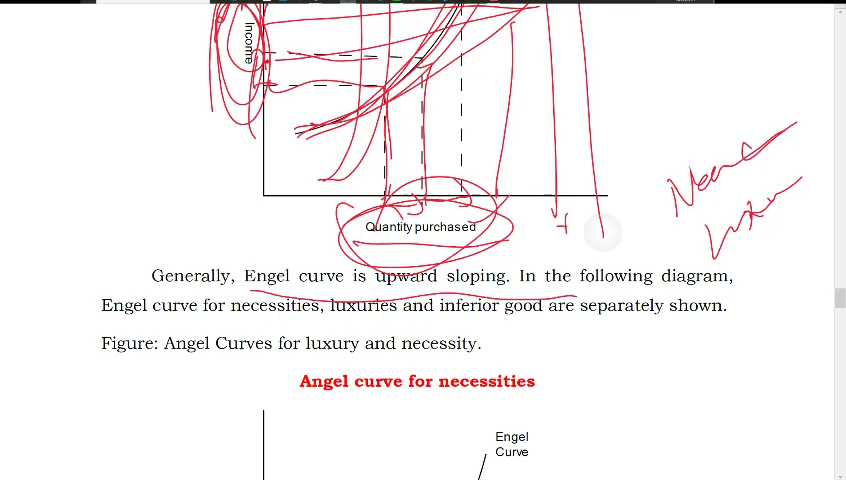 Income
Quantity purchased
Generally, Engel curve is upward sloping. In the following diagram,
Engel curve for necessities, luxuries and inferior good are separately shown.
Figure: Angel Curves for luxury and necessity.
Angel curve for necessities
Engel
Curve